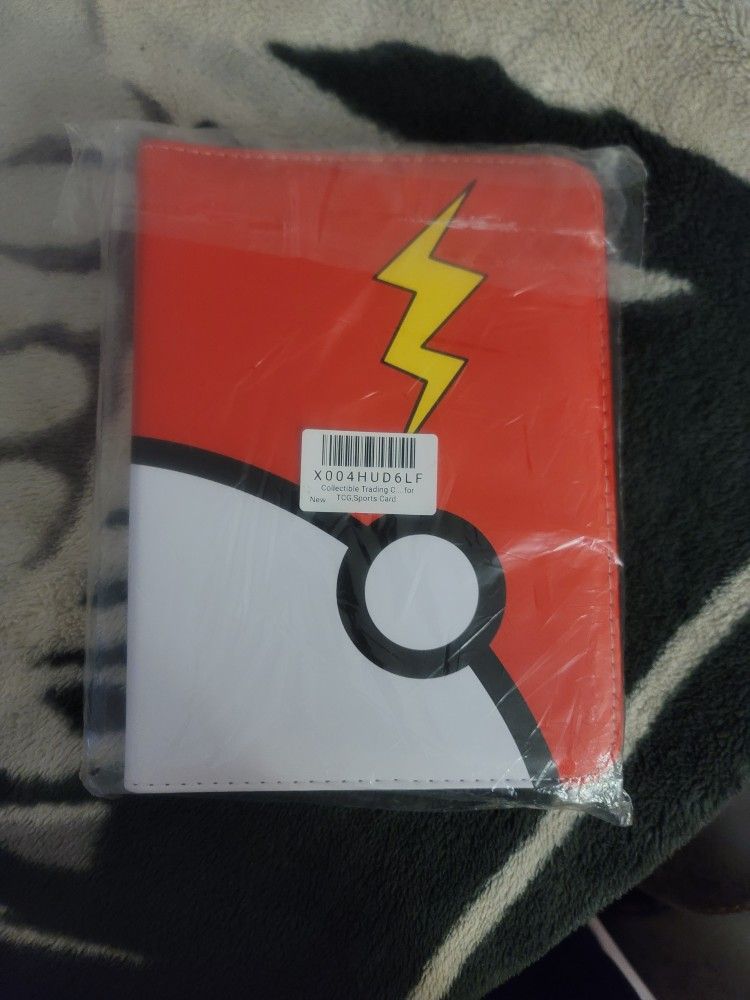 X004HUD6LF
Collectible Trading C...for
New TCG,Sports Card